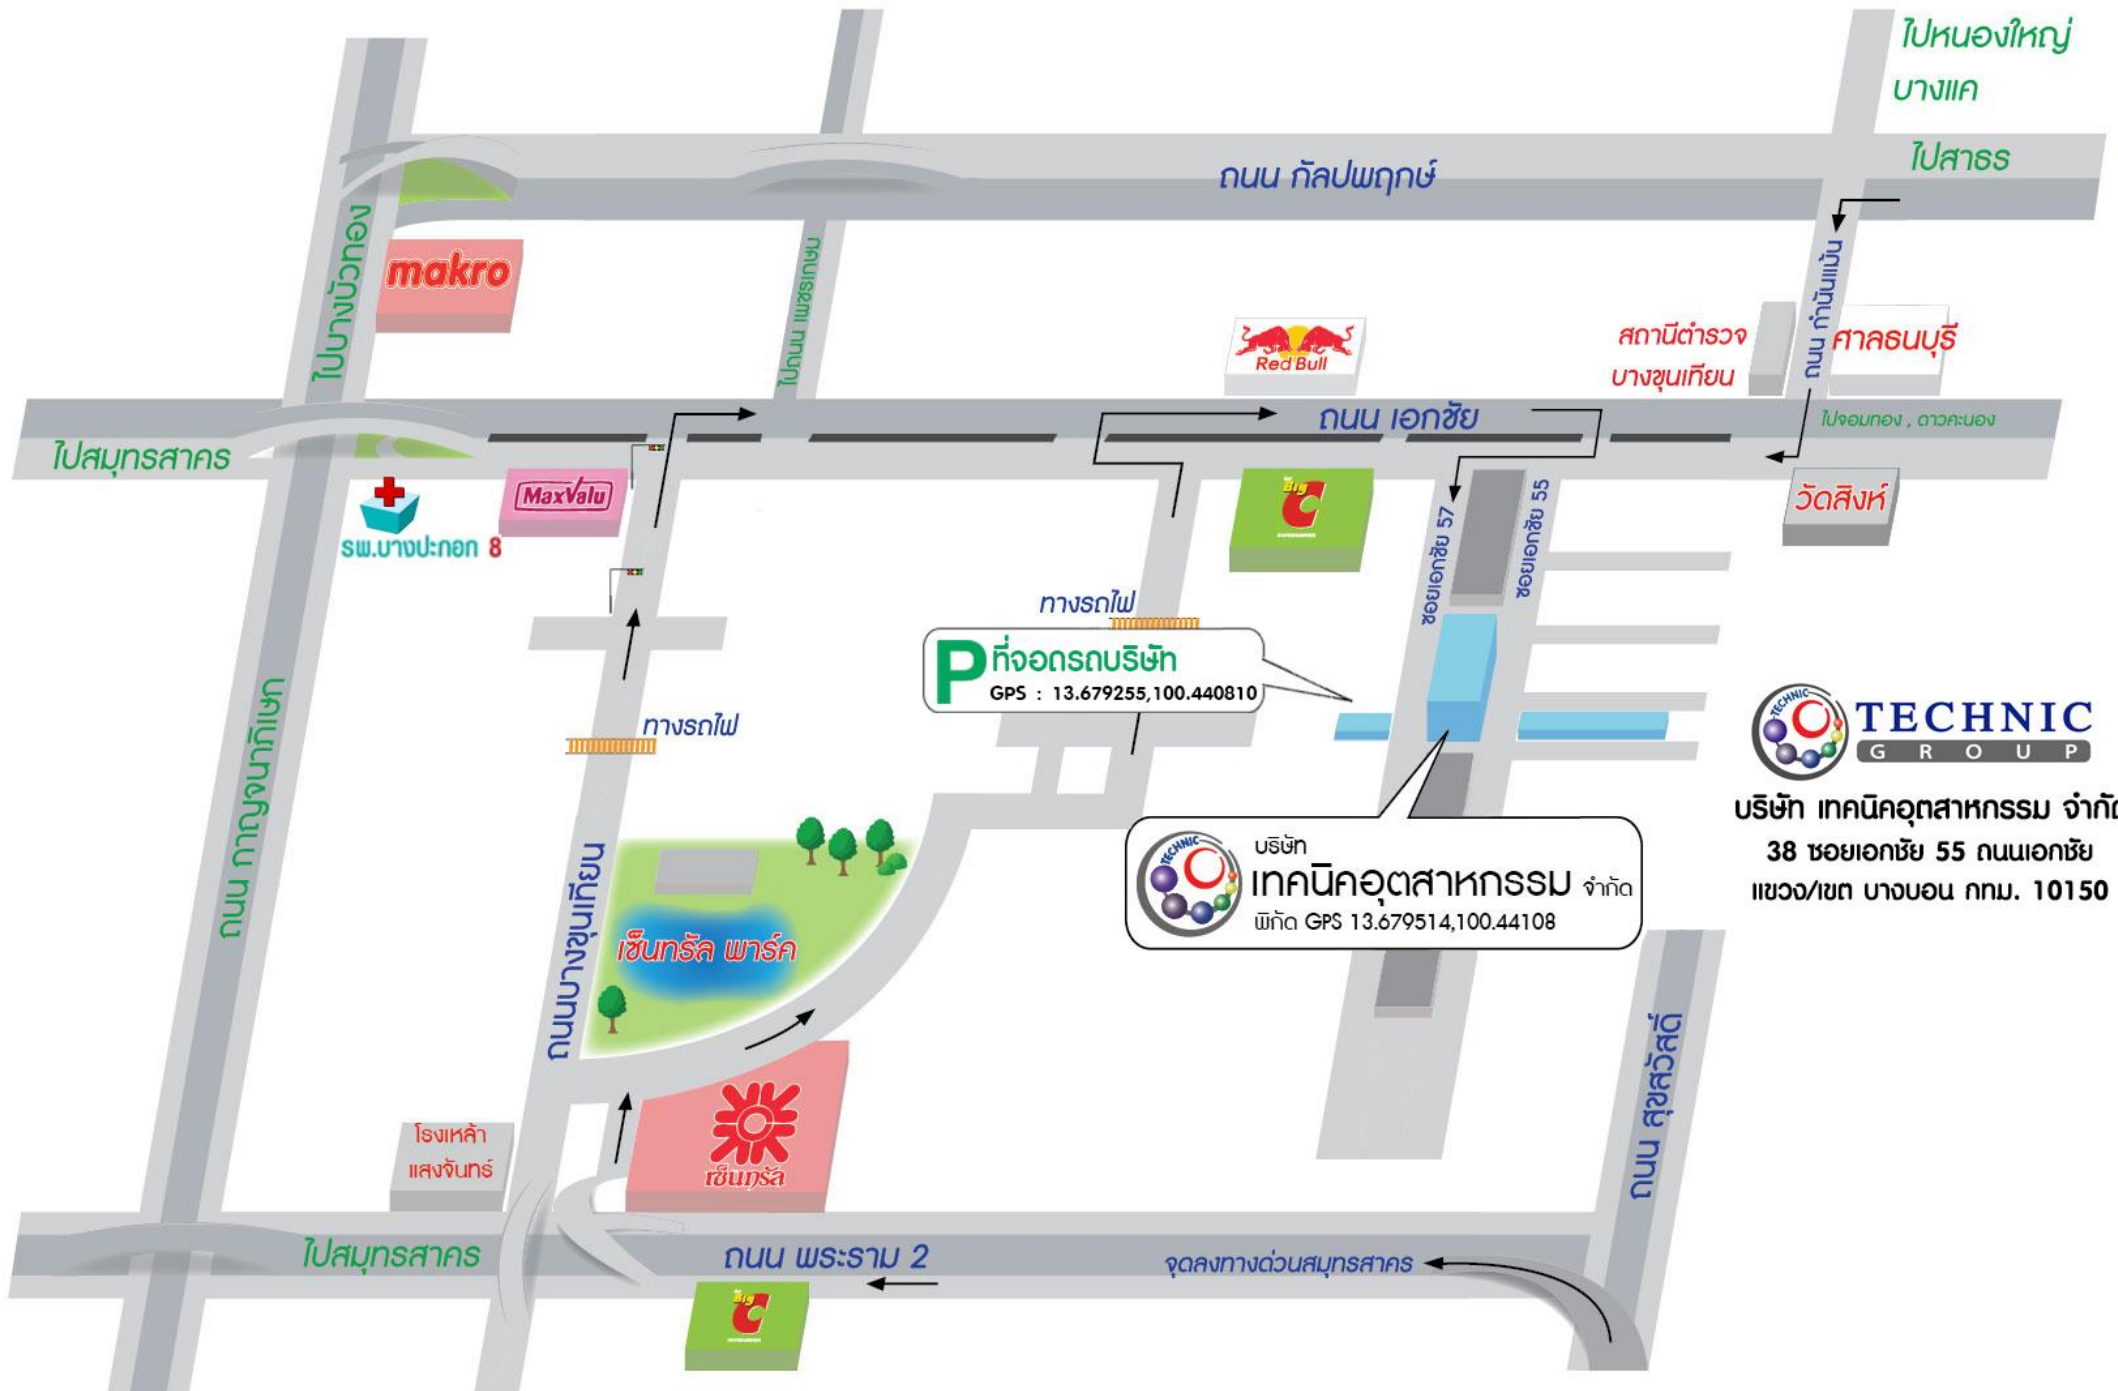 ไปหนองใหญ่
บางแค
ไปสาธร
ถนน กัลปพฤกษ์
ไปบางบัวทอง
makro
ไปถนน เพชรเกษม
Red Bull
สถานีตำรวจ
บางขุนเทียน
ถนน กำนันแม้น
ศาลธนบุรี
ถนน เอกชัย
ไปจอมทอง , ดาวคะนอง
ไปสมุทรสาคร
MaxValu
รพ.บางปะกอก 8
Big C
วัดสิงห์
ซอยเอกชัย 57
ซอยเอกชัย 55
ทางรถไฟ
P ที่จอดรถบริษัท
GPS : 13.679255,100.440810
ทางรถไฟ
ถนน กาญจนาภิเษก
TECHNIC
TECHNIC
GROUP
บริษัท เทคนิคอุตสาหกรรม จำกัด
38 ซอยเอกชัย 55 ถนนเอกชัย
แขวง/เขต บางบอน กทม. 10150
TECHNIC
บริษัท
เทคนิคอุตสาหกรรม จำกัด
พิกัด GPS 13.679514,100.44108
ถนนบางขุนเทียน
เซ็นทรัล พาร์ค
ถนน สุขสวัสดิ์
โรงเหล้า
แสงจันทร์
เซ็นทรัล
ไปสมุทรสาคร
ถนน พระราม 2
จุดลงทางด่วนสมุทรสาคร
Big C